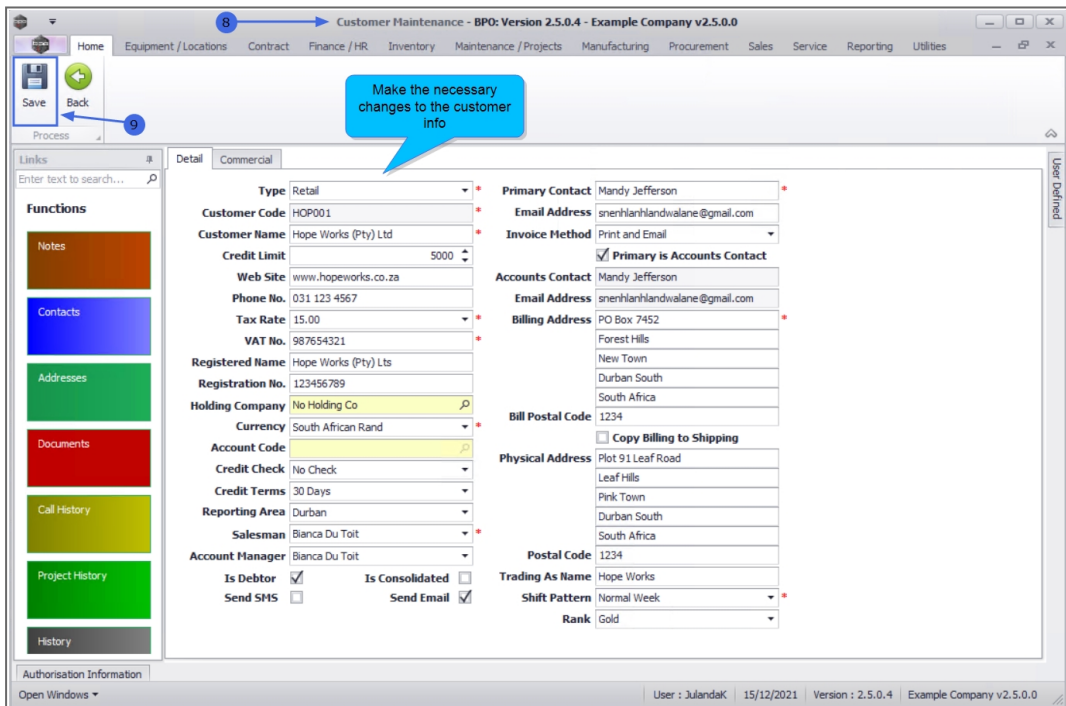 8
Customer Maintenance - BPO: Version 2.5.0.4 - Example Company v2.5.0.0
Home Equipment / Locations Contract Finance / HR Inventory Maintenance / Projects Manufacturing Procurement Sales Service Reporting Utilities
Save Back
9
Process
Make the necessary
changes to the customer
info
Links
Enter text to search...
Functions
Notes
Contacts
Addresses
Documents
Call History
Project History
History
Detail Commercial
Type Retail *
Customer Code HOP001 *
Customer Name Hope Works (Pty) Ltd *
Credit Limit 5000
Web Site www.hopeworks.co.za
Phone No. 031 123 4567
Tax Rate 15.00 *
VAT No. 987654321 *
Registered Name Hope Works (Pty) Lts
Registration No. 123456789
Holding Company No Holding Co
Currency South African Rand *
Account Code
Credit Check No Check
Credit Terms 30 Days
Reporting Area Durban
Salesman Bianca Du Toit *
Account Manager Bianca Du Toit
Is Debtor Is Consolidated
Send SMS Send Email
Primary Contact Mandy Jefferson *
Email Address snenhlanhlandwalane@gmail.com
Invoice Method Print and Email
Primary is Accounts Contact
Accounts Contact Mandy Jefferson
Email Address snenhlanhlandwalane@gmail.com
Billing Address PO Box 7452 *
Forest Hills
New Town
Durban South
South Africa
Bill Postal Code 1234
Copy Billing to Shipping
Physical Address Plot 91 Leaf Road
Leaf Hills
Pink Town
Durban South
South Africa
Postal Code 1234
Trading As Name Hope Works
Shift Pattern Normal Week *
Rank Gold
User Defined
Authorisation Information
Open Windows User : JulandaK 15/12/2021 Version : 2.5.0.4 Example Company v2.5.0.0